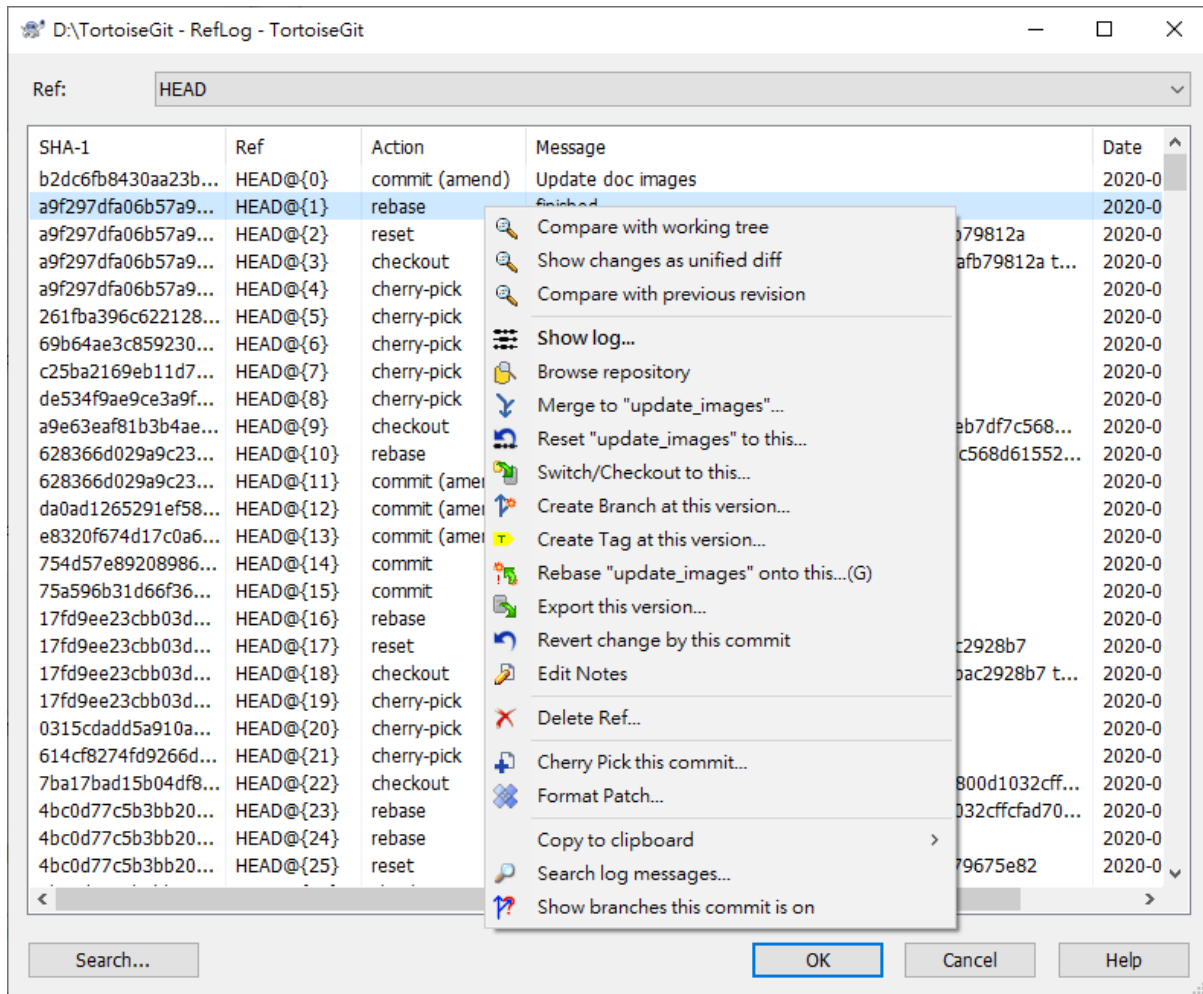 D:\TortoiseGit - RefLog - TortoiseGit
Ref: HEAD
SHA-1 Ref Action Message Date
b2dc6fb8430aa23b... HEAD@{0} commit (amend) Update doc images 2020-0
a9f297dfa06b57a9... HEAD@{1} rebase finished 2020-0
a9f297dfa06b57a9... HEAD@{2} reset b79812a 2020-0
a9f297dfa06b57a9... HEAD@{3} checkout afb79812a t... 2020-0
a9f297dfa06b57a9... HEAD@{4} cherry-pick 2020-0
261fba396c622128... HEAD@{5} cherry-pick 2020-0
69b64ae3c859230... HEAD@{6} cherry-pick 2020-0
c25ba2169eb11d7... HEAD@{7} cherry-pick 2020-0
de534f9ae9ce3a9f... HEAD@{8} cherry-pick 2020-0
a9e63eaf81b3b4ae... HEAD@{9} checkout eb7df7c568... 2020-0
628366d029a9c23... HEAD@{10} rebase c568d61552... 2020-0
628366d029a9c23... HEAD@{11} commit (amen 2020-0
da0ad1265291ef58... HEAD@{12} commit (amen 2020-0
e8320f674d17c0a6... HEAD@{13} commit (amen 2020-0
754d57e89208986... HEAD@{14} commit 2020-0
75a596b31d66f36... HEAD@{15} commit 2020-0
17fd9ee23cbb03d... HEAD@{16} rebase 2020-0
17fd9ee23cbb03d... HEAD@{17} reset c2928b7 2020-0
17fd9ee23cbb03d... HEAD@{18} checkout bac2928b7 t... 2020-0
17fd9ee23cbb03d... HEAD@{19} cherry-pick 2020-0
0315cdadd5a910a... HEAD@{20} cherry-pick 2020-0
614cf8274fd9266d... HEAD@{21} cherry-pick 2020-0
7ba17bad15b04df8... HEAD@{22} checkout 800d1032cff... 2020-0
4bc0d77c5b3bb20... HEAD@{23} rebase 032cffcfad70... 2020-0
4bc0d77c5b3bb20... HEAD@{24} rebase 2020-0
4bc0d77c5b3bb20... HEAD@{25} reset 79675e82 2020-0
Compare with working tree
Show changes as unified diff
Compare with previous revision
Show log...
Browse repository
Merge to "update_images"...
Reset "update_images" to this...
Switch/Checkout to this...
Create Branch at this version...
T Create Tag at this version...
Rebase "update_images" onto this...(G)
Export this version...
Revert change by this commit
Edit Notes
Delete Ref...
Cherry Pick this commit...
Format Patch...
Copy to clipboard
Search log messages...
Show branches this commit is on
Search... OK Cancel Help